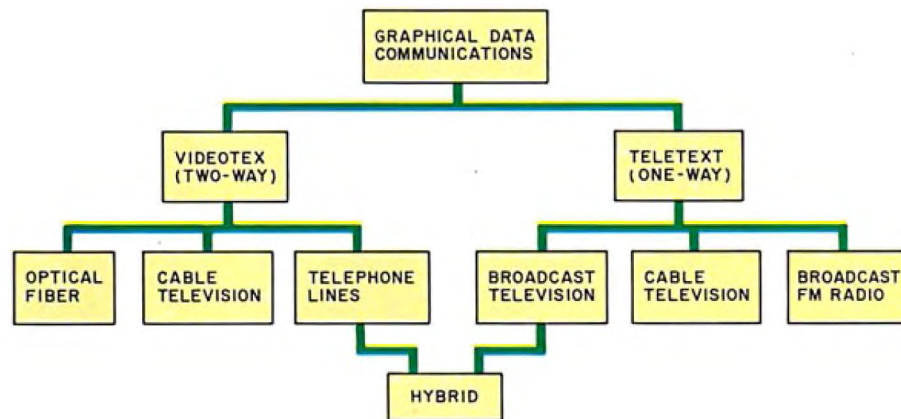 GRAPHICAL DATA
COMMUNICATIONS
VIDEOTEX
(TWO-WAY)
TELETEXT
(ONE-WAY)
OPTICAL
FIBER
CABLE
TELEVISION
TELEPHONE
LINES
BROADCAST
TELEVISION
CABLE
TELEVISION
BROADCAST
FM RADIO
HYBRID